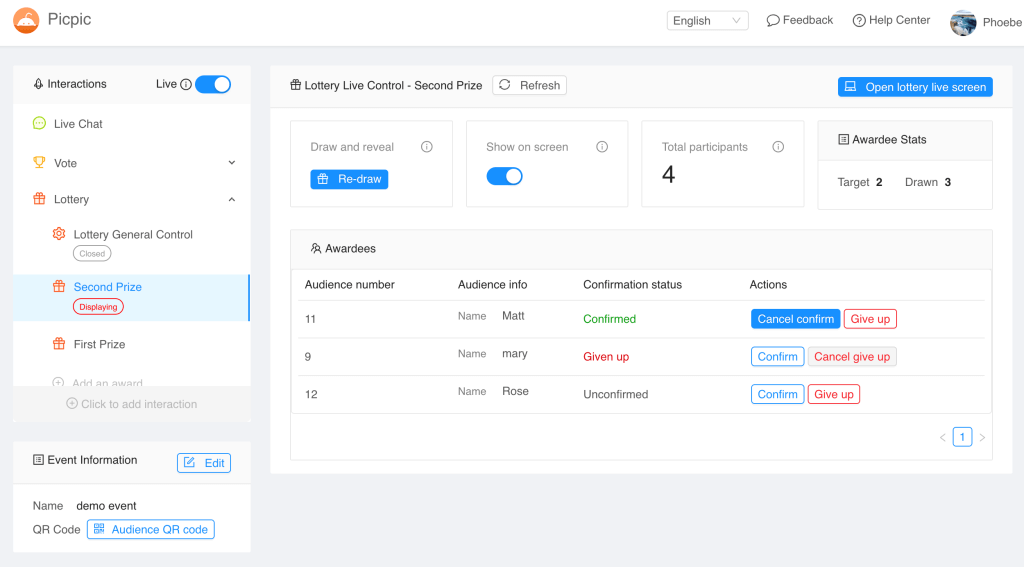 Picpic
English
Feedback
Help Center
Phoebe
Interactions
Live
Live Chat
Vote
Lottery
Lottery General Control
Closed
Second Prize
Displaying
First Prize
Add an award
Click to add interaction
Event Information
Edit
Name demo event
QR Code Audience QR code
Lottery Live Control - Second Prize
Refresh
Open lottery live screen
Draw and reveal
Re-draw
Show on screen
Total participants
4
Awardee Stats
Target 2 Drawn 3
Awardees
Audience number Audience info Confirmation status Actions
11 Name Matt Confirmed Cancel confirm Give up
9 Name mary Given up Confirm Cancel give up
12 Name Rose Unconfirmed Confirm Give up
< 1 >